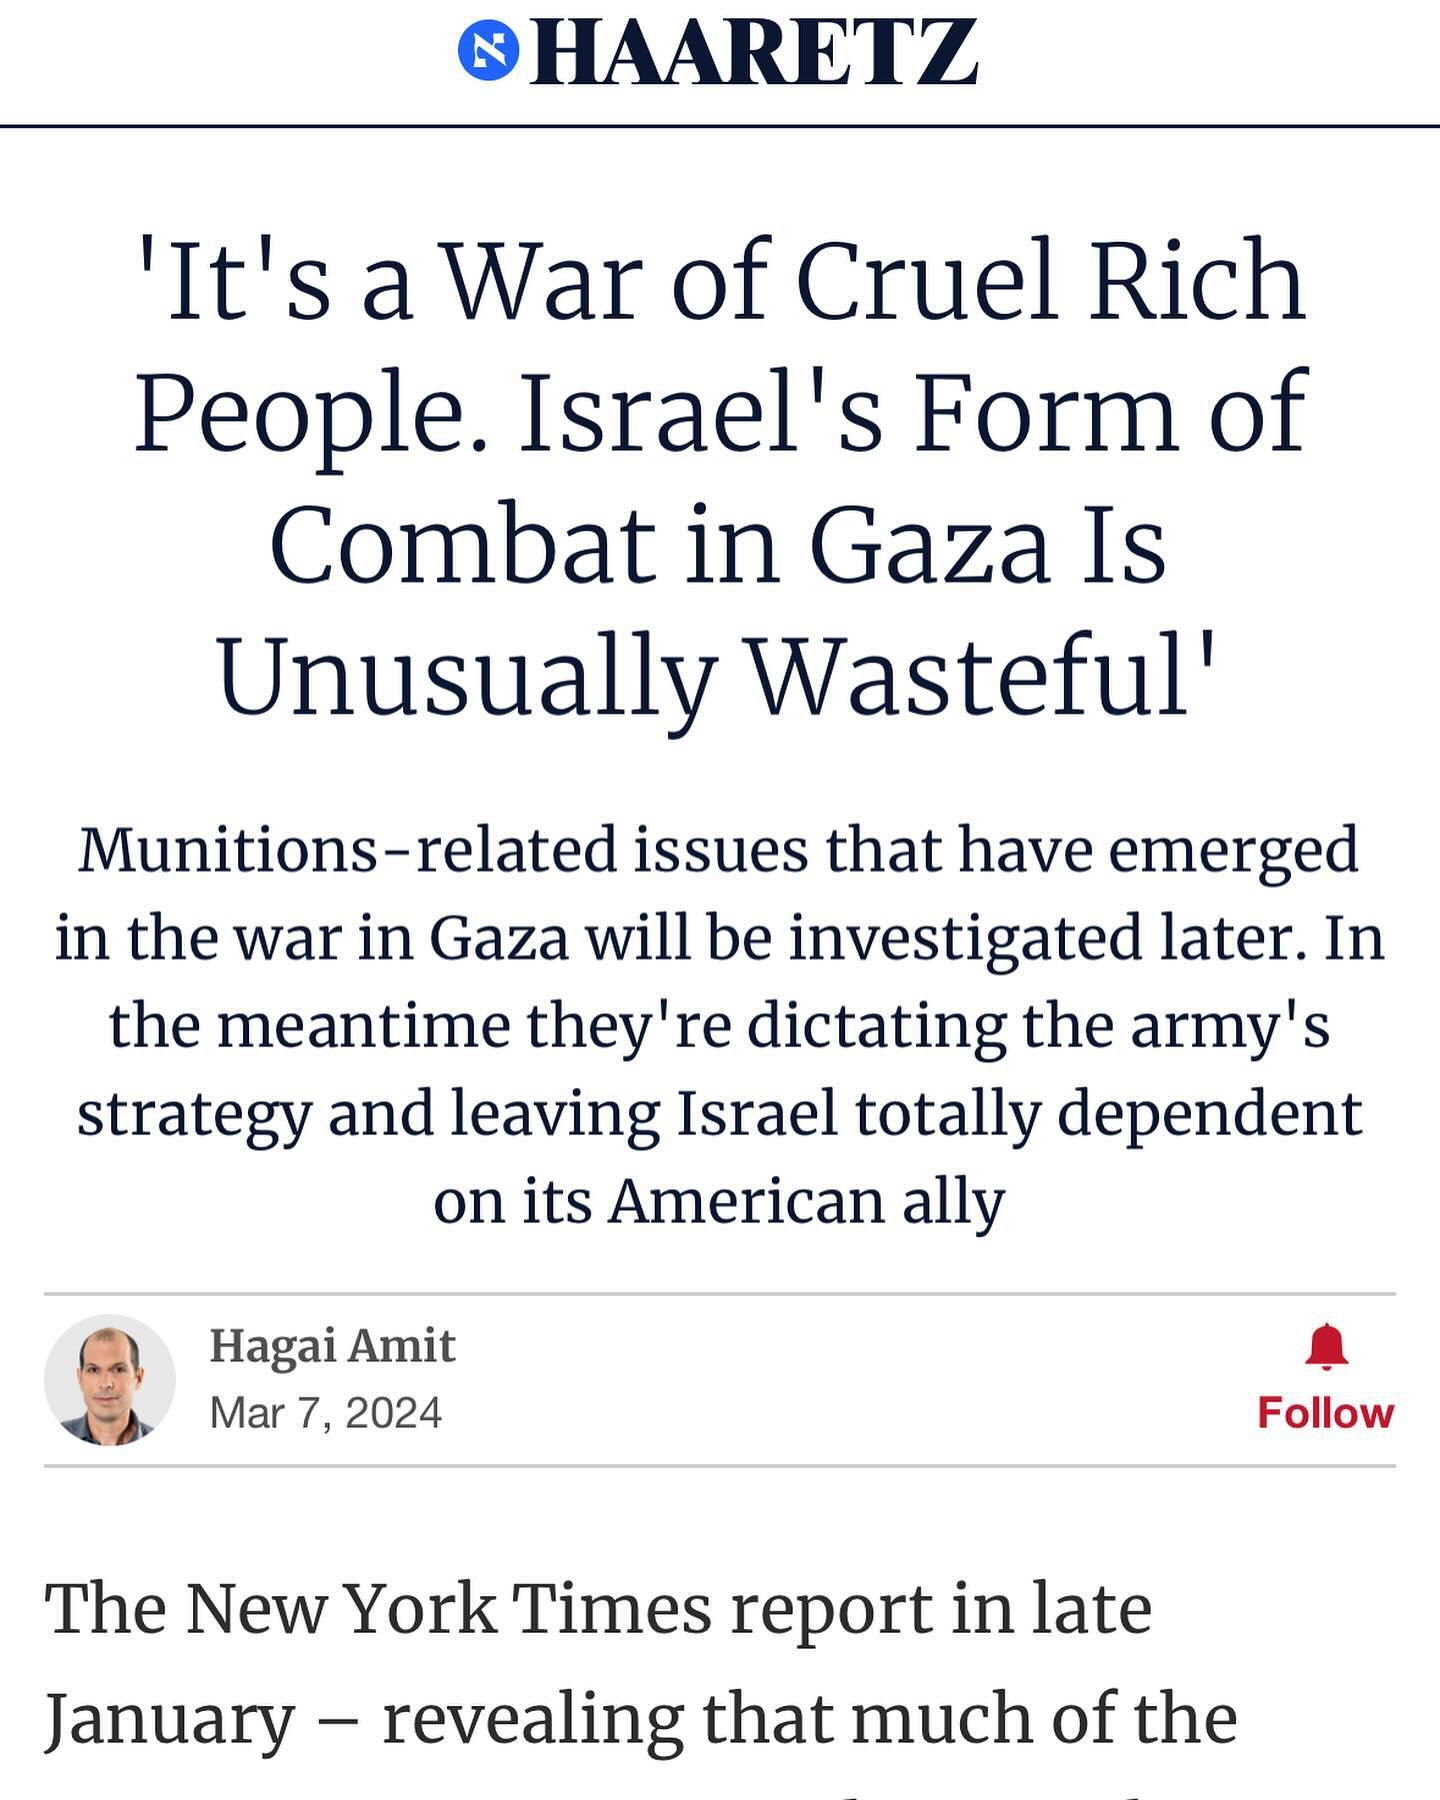 HAARETZ
'It's a War of Cruel Rich
People. Israel's Form of
Combat in Gaza Is
Unusually Wasteful'
Munitions-related issues that have emerged
in the war in Gaza will be investigated later. In
the meantime they're dictating the army's
strategy and leaving Israel totally dependent
on its American ally
Hagai Amit
Mar 7, 2024
Follow
The New York Times report in late
January – revealing that much of the